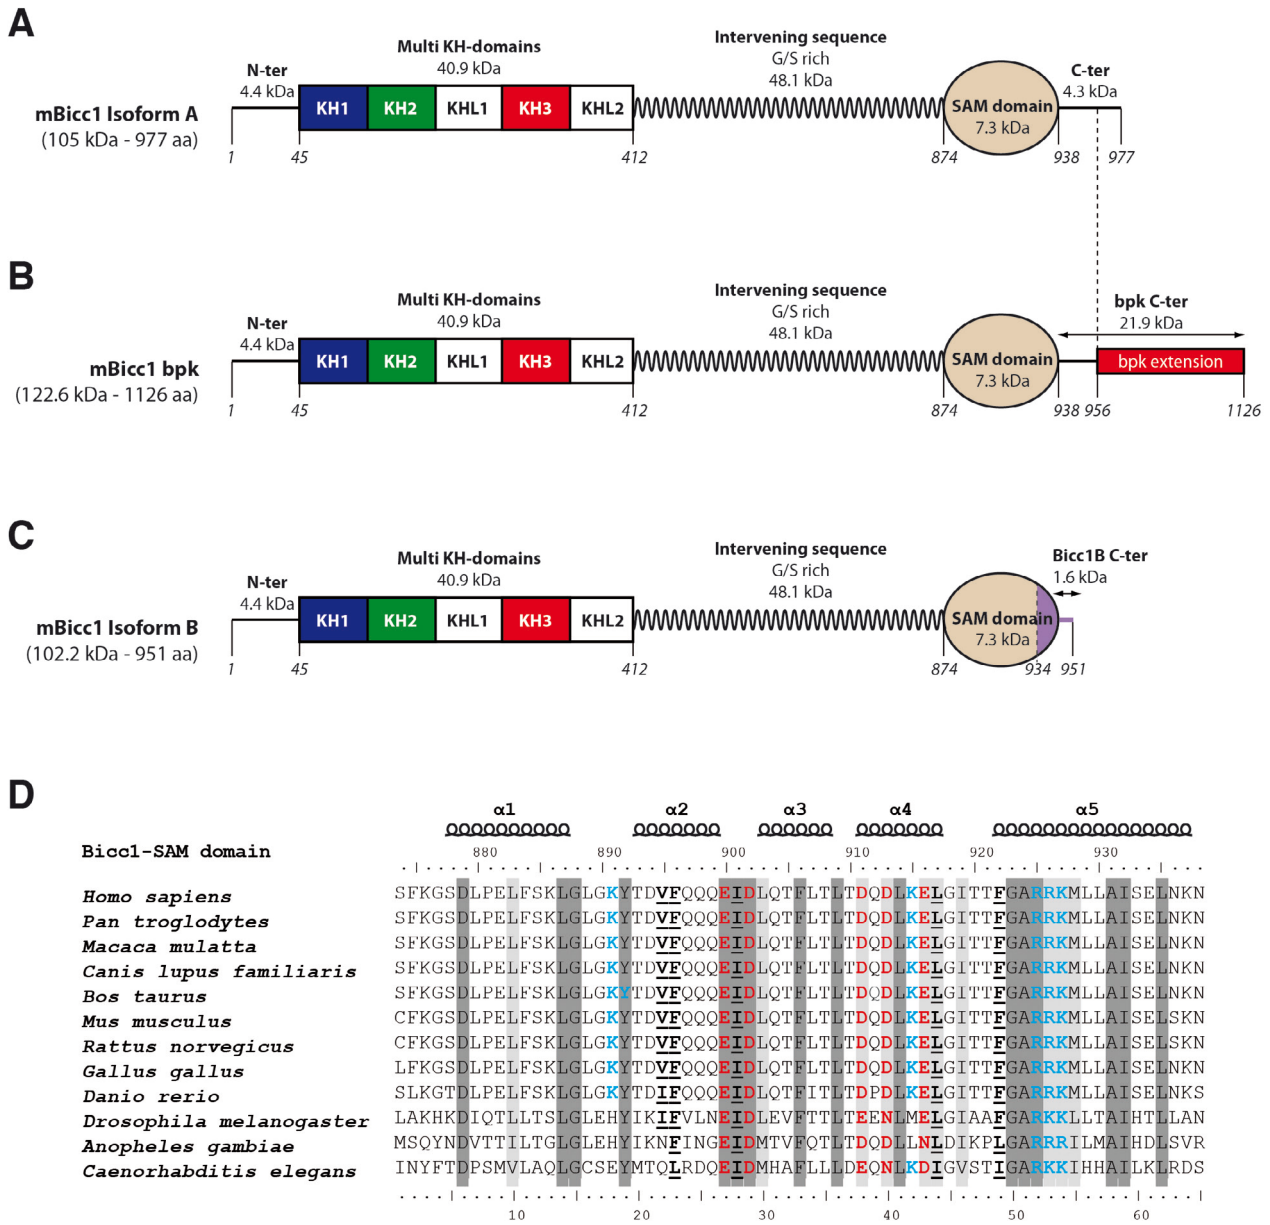 A
Multi KH-domains
40.9 kDa
Intervening sequence
G/S rich
48.1 kDa
N-ter
4.4 kDa
C-ter
4.3 kDa
mBicc1 Isoform A
(105 kDa - 977 aa)
KH1 KH2 KHL1 KH3 KHL2
SAM domain
7.3 kDa
1 45 412 874 938 977
B
Multi KH-domains
40.9 kDa
Intervening sequence
G/S rich
48.1 kDa
bpk C-ter
21.9 kDa
N-ter
4.4 kDa
mBicc1 bpk
(122.6 kDa - 1126 aa)
KH1 KH2 KHL1 KH3 KHL2
SAM domain
7.3 kDa
bpk extension
1 45 412 874 938 956 1126
C
Multi KH-domains
40.9 kDa
Intervening sequence
G/S rich
48.1 kDa
Bicc1B C-ter
1.6 kDa
N-ter
4.4 kDa
mBicc1 Isoform B
(102.2 kDa - 951 aa)
KH1 KH2 KHL1 KH3 KHL2
SAM domain
7.3 kDa
1 45 412 874 934 951
D
α1 α2 α3 α4 α5
Bicc1-SAM domain
880 890 900 910 920 930
Homo sapiens SFKGSDLPELFSKLGLGKYTDVFQQQEIDLQTFLTLTDQDLKELGITTFGARRKMLLAISELNKN
Pan troglodytes SFKGSDLPELFSKLGLGKYTDVFQQQEIDLQTFLTLTDQDLKELGITTFGARRKMLLAISELNKN
Macaca mulatta SFKGSDLPELFSKLGLGKYTDVFQQQEIDLQTFLTLTDQDLKELGITTFGARRKMLLAISELNKN
Canis lupus familiaris SFKGSDLPELFSKLGLGKYTDVFQQQEIDLQTFLTLTDQDLKELGITTFGARRKMLLAISELNKN
Bos taurus SFKGSDLPELFSKLGLGKYTDVFQQQEIDLQTFLTLTDQDLKELGITTFGARRKMLLAISELNKN
Mus musculus CFKGSDLPELFSKLGLGKYTDVFQQQEIDLQTFLTLTDQDLKELGITTFGARRKMLLAISELSKN
Rattus norvegicus CFKGSDLPELFSKLGLGKYTDVFQQQEIDLQTFLTLTDQDLKELGITTFGARRKMLLAISELNKN
Gallus gallus LFKGSDLPELFSKLGLGKYTDVFQQQEIDLQTFLTLTDQDLKELGITTFGARRKMLLAISELNKN
Danio rerio SLKGTDLPELFSKLGLGKYTDIFQQQEIDLQTFITLTDPDLKELGITTFGARRKMLLAISELNKS
Drosophila melanogaster LAKHKDIQTLLTSLGLEHYIKIFVLNEIDLEVFTTLTEENLMELGIAAFGARKKLLTAIHTLLAN
Anopheles gambiae MSQYNDVTTILTGLGLEHYIKNFINGEIDMTVFQTLTDQDLLNLDIKPLGARRRILMAIHDLSVR
Caenorhabditis elegans INYFTDPSMVLAQLGCSEYMTQLRDQEIDMHAFLLLDEQNLKDIGVSTIGARKKIHHAILKLRDS
10 20 30 40 50 60